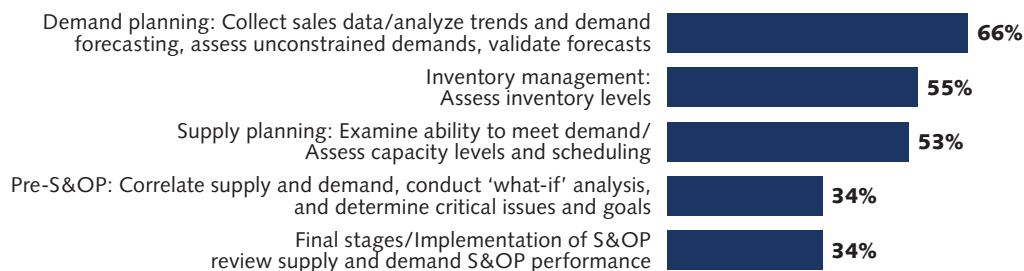 Demand planning: Collect sales data/analyze trends and demand
forecasting, assess unconstrained demands, validate forecasts
66%
Inventory management:
Assess inventory levels
55%
Supply planning: Examine ability to meet demand/
Assess capacity levels and scheduling
53%
Pre-S&OP: Correlate supply and demand, conduct ‘what-if’ analysis,
and determine critical issues and goals
34%
Final stages/Implementation of S&OP
review supply and demand S&OP performance
34%